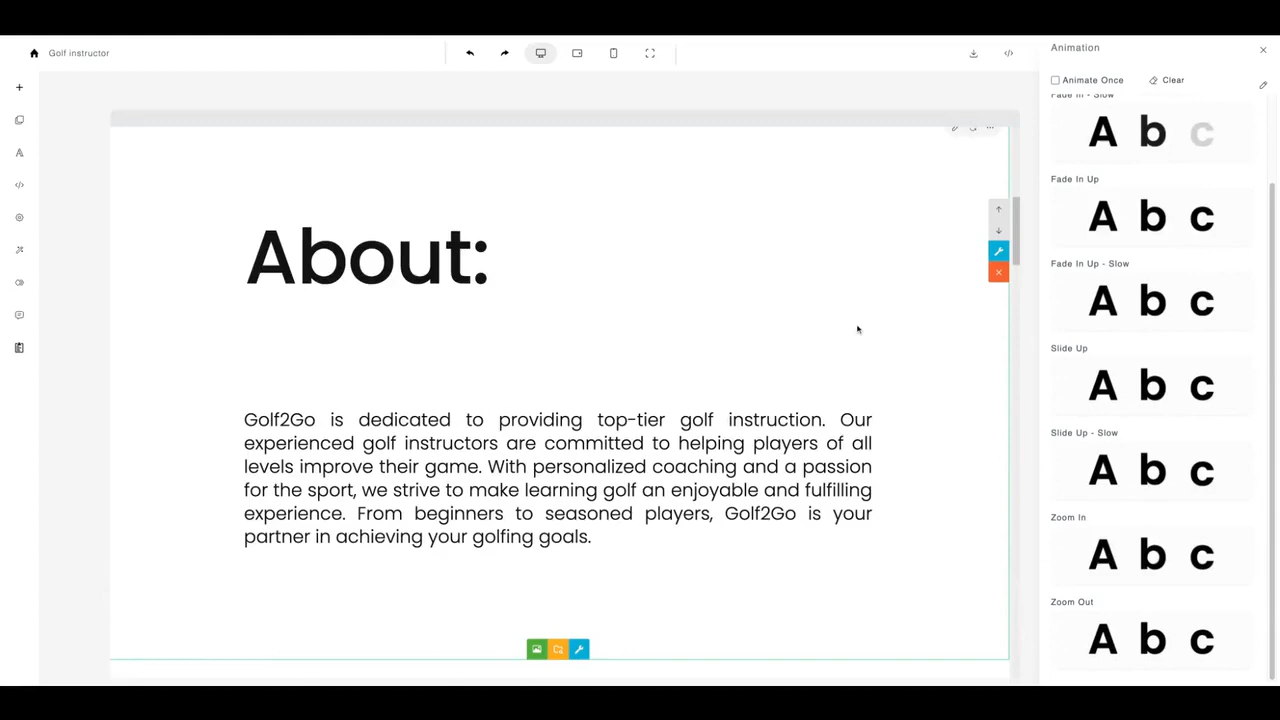 Golf instructor
Animation
Animate Once
Clear
Fade In - Slow
A b c
Fade In Up
A b c
Fade In Up - Slow
A b c
Slide Up
A b c
Slide Up - Slow
A b c
Zoom In
A b c
Zoom Out
A b c
About:
Golf2Go is dedicated to providing top-tier golf instruction. Our
experienced golf instructors are committed to helping players of all
levels improve their game. With personalized coaching and a passion
for the sport, we strive to make learning golf an enjoyable and fulfilling
experience. From beginners to seasoned players, Golf2Go is your
partner in achieving your golfing goals.